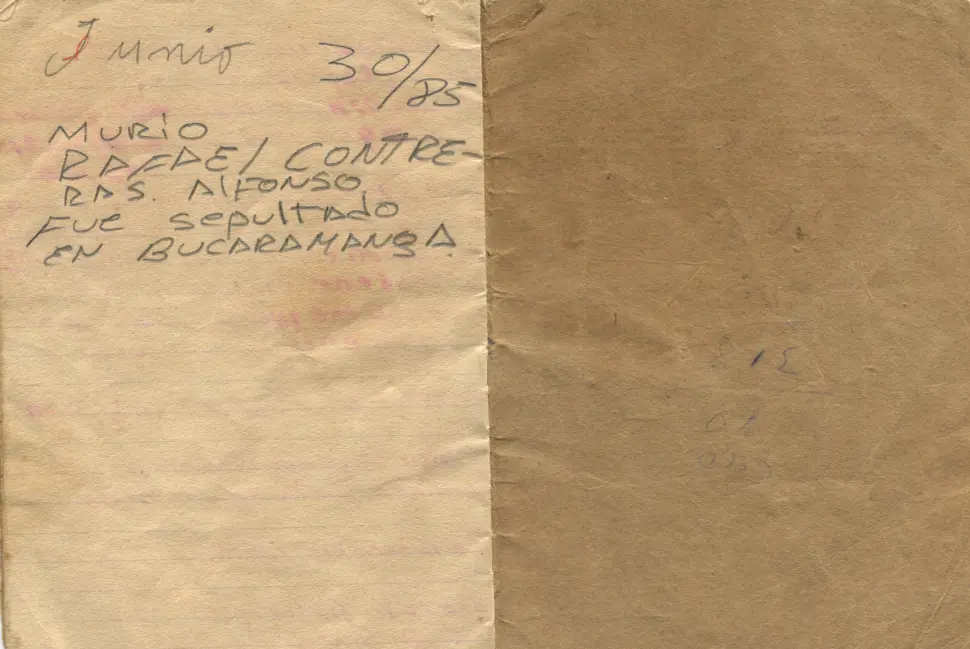 Junio 30/85
MURIO
RAFAEl CONTRE-
RAS. AlFONSO
FUE sepultado
EN BUCARAMANGA.